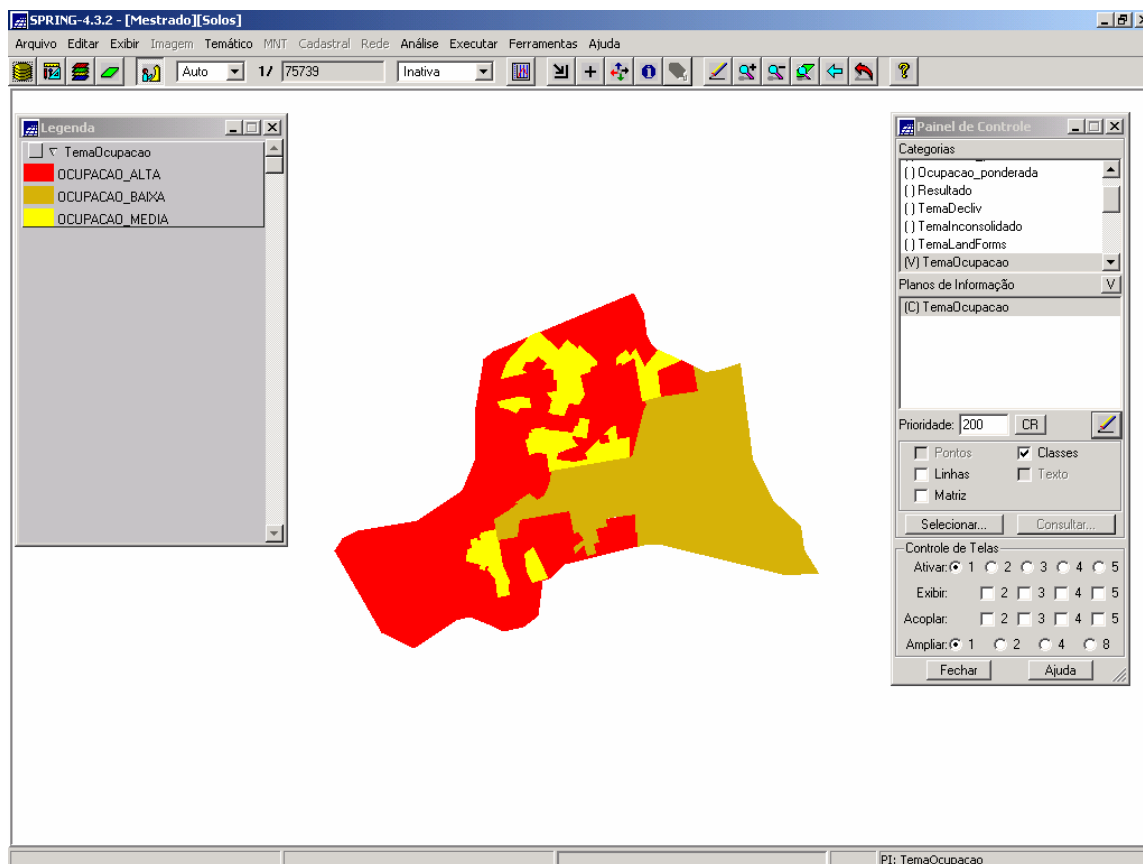 SPRING-4.3.2 - [Mestrado][Solos]
Arquivo Editar Exibir Imagem Temático MNT Cadastral Rede Análise Executar Ferramentas Ajuda
Auto 1/ 75739 Inativa
Legenda
TemaOcupacao
OCUPACAO_ALTA
OCUPACAO_BAIXA
OCUPACAO_MEDIA
Painel de Controle
Categorias
( ) Ocupacao_ponderada
( ) Resultado
( ) TemaDecliv
( ) TemaInconsolidado
( ) TemaLandForms
(V) TemaOcupacao
Planos de Informação V
(C) TemaOcupacao
Prioridade: 200 CR
Pontos Classes
Linhas Texto
Matriz
Selecionar... Consultar...
Controle de Telas
Ativar: 1 2 3 4 5
Exibir: 2 3 4 5
Acoplar: 2 3 4 5
Ampliar: 1 2 4 8
Fechar Ajuda
PI: TemaOcupacao